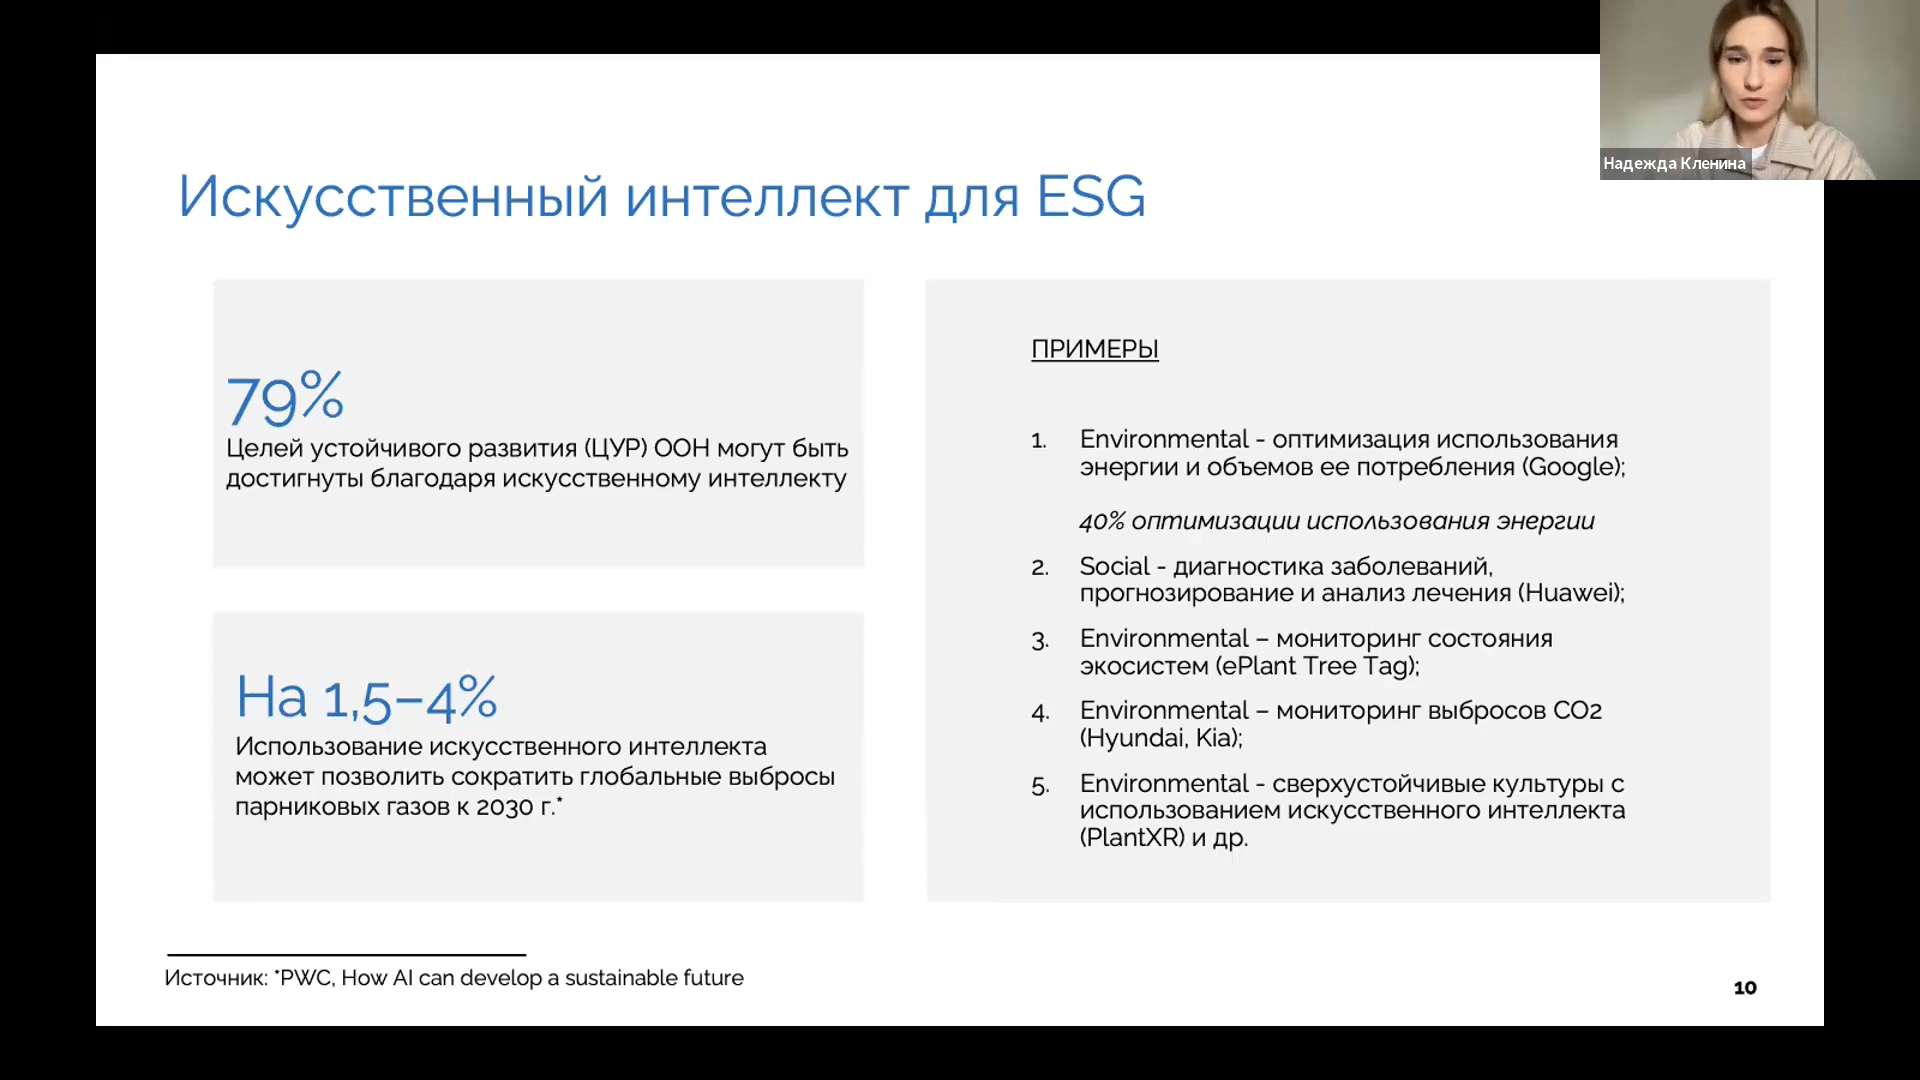 Надежда Кленина
Искусственный интеллект для ESG
79%
Целей устойчивого развития (ЦУР) ООН могут быть
достигнуты благодаря искусственному интеллекту
На 1,5–4%
Использование искусственного интеллекта
может позволить сократить глобальные выбросы
парниковых газов к 2030 г.*
ПРИМЕРЫ
1. Environmental - оптимизация использования
энергии и объемов ее потребления (Google);
40% оптимизации использования энергии
2. Social - диагностика заболеваний,
прогнозирование и анализ лечения (Huawei);
3. Environmental – мониторинг состояния
экосистем (ePlant Tree Tag);
4. Environmental – мониторинг выбросов СО2
(Hyundai, Kia);
5. Environmental - сверхустойчивые культуры с
использованием искусственного интеллекта
(PlantXR) и др.
Источник: *PWC, How AI can develop a sustainable future
10